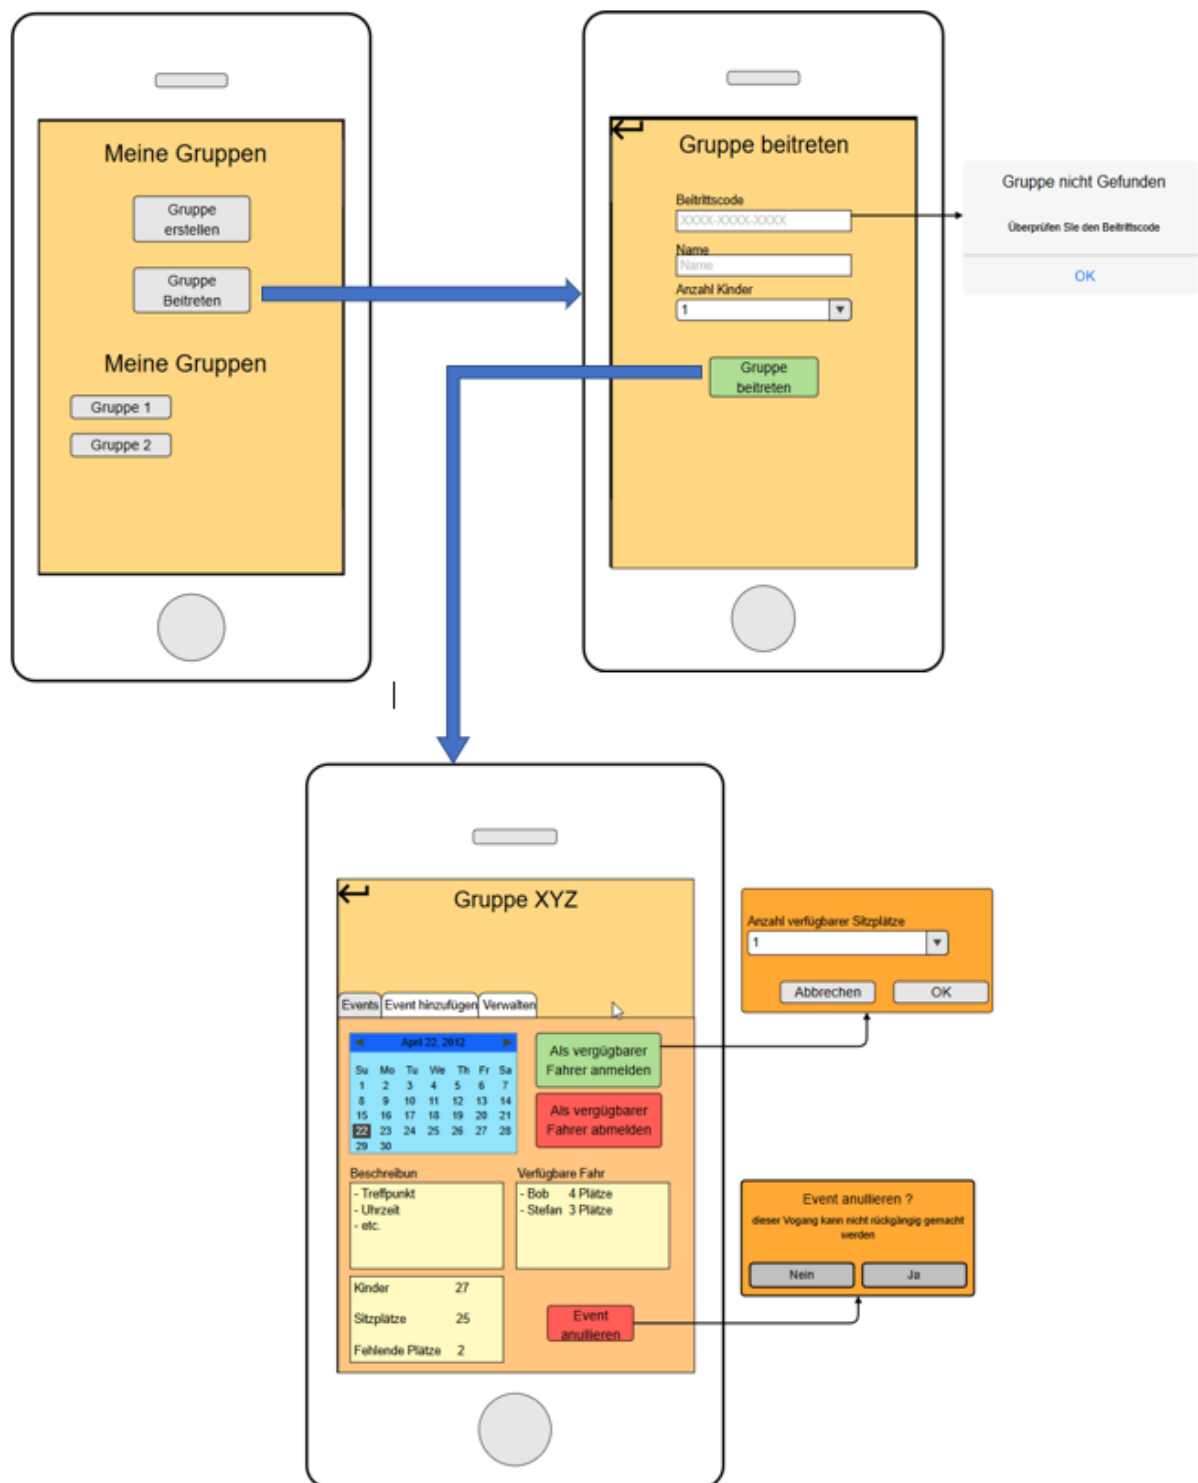 Meine Gruppen
Gruppe
erstellen
Gruppe
Beitreten
Meine Gruppen
Gruppe 1
Gruppe 2
Gruppe beitreten
Beitrittscode
XXXX-XXXX-XXXX
Name
Name
Anzahl Kinder
1
Gruppe
beitreten
Gruppe nicht Gefunden
Überprüfen Sie den Beitrittscode
OK
Gruppe XYZ
Events Event hinzufügen Verwalten
April 22, 2012
Su Mo Tu We Th Fr Sa
1 2 3 4 5 6 7
8 9 10 11 12 13 14
15 16 17 18 19 20 21
22 23 24 25 26 27 28
29 30
Als vergügbarer
Fahrer anmelden
Als vergügbarer
Fahrer abmelden
Beschreibun
- Treffpunkt
- Uhrzeit
- etc.
Verfügbare Fahr
- Bob 4 Plätze
- Stefan 3 Plätze
Kinder 27
Sitzplätze 25
Fehlende Plätze 2
Event
anullieren
Anzahl verfügbarer Sitzplätze
1
Abbrechen OK
Event anullieren ?
dieser Vogang kann nicht rückgängig gemacht
werden
Nein Ja